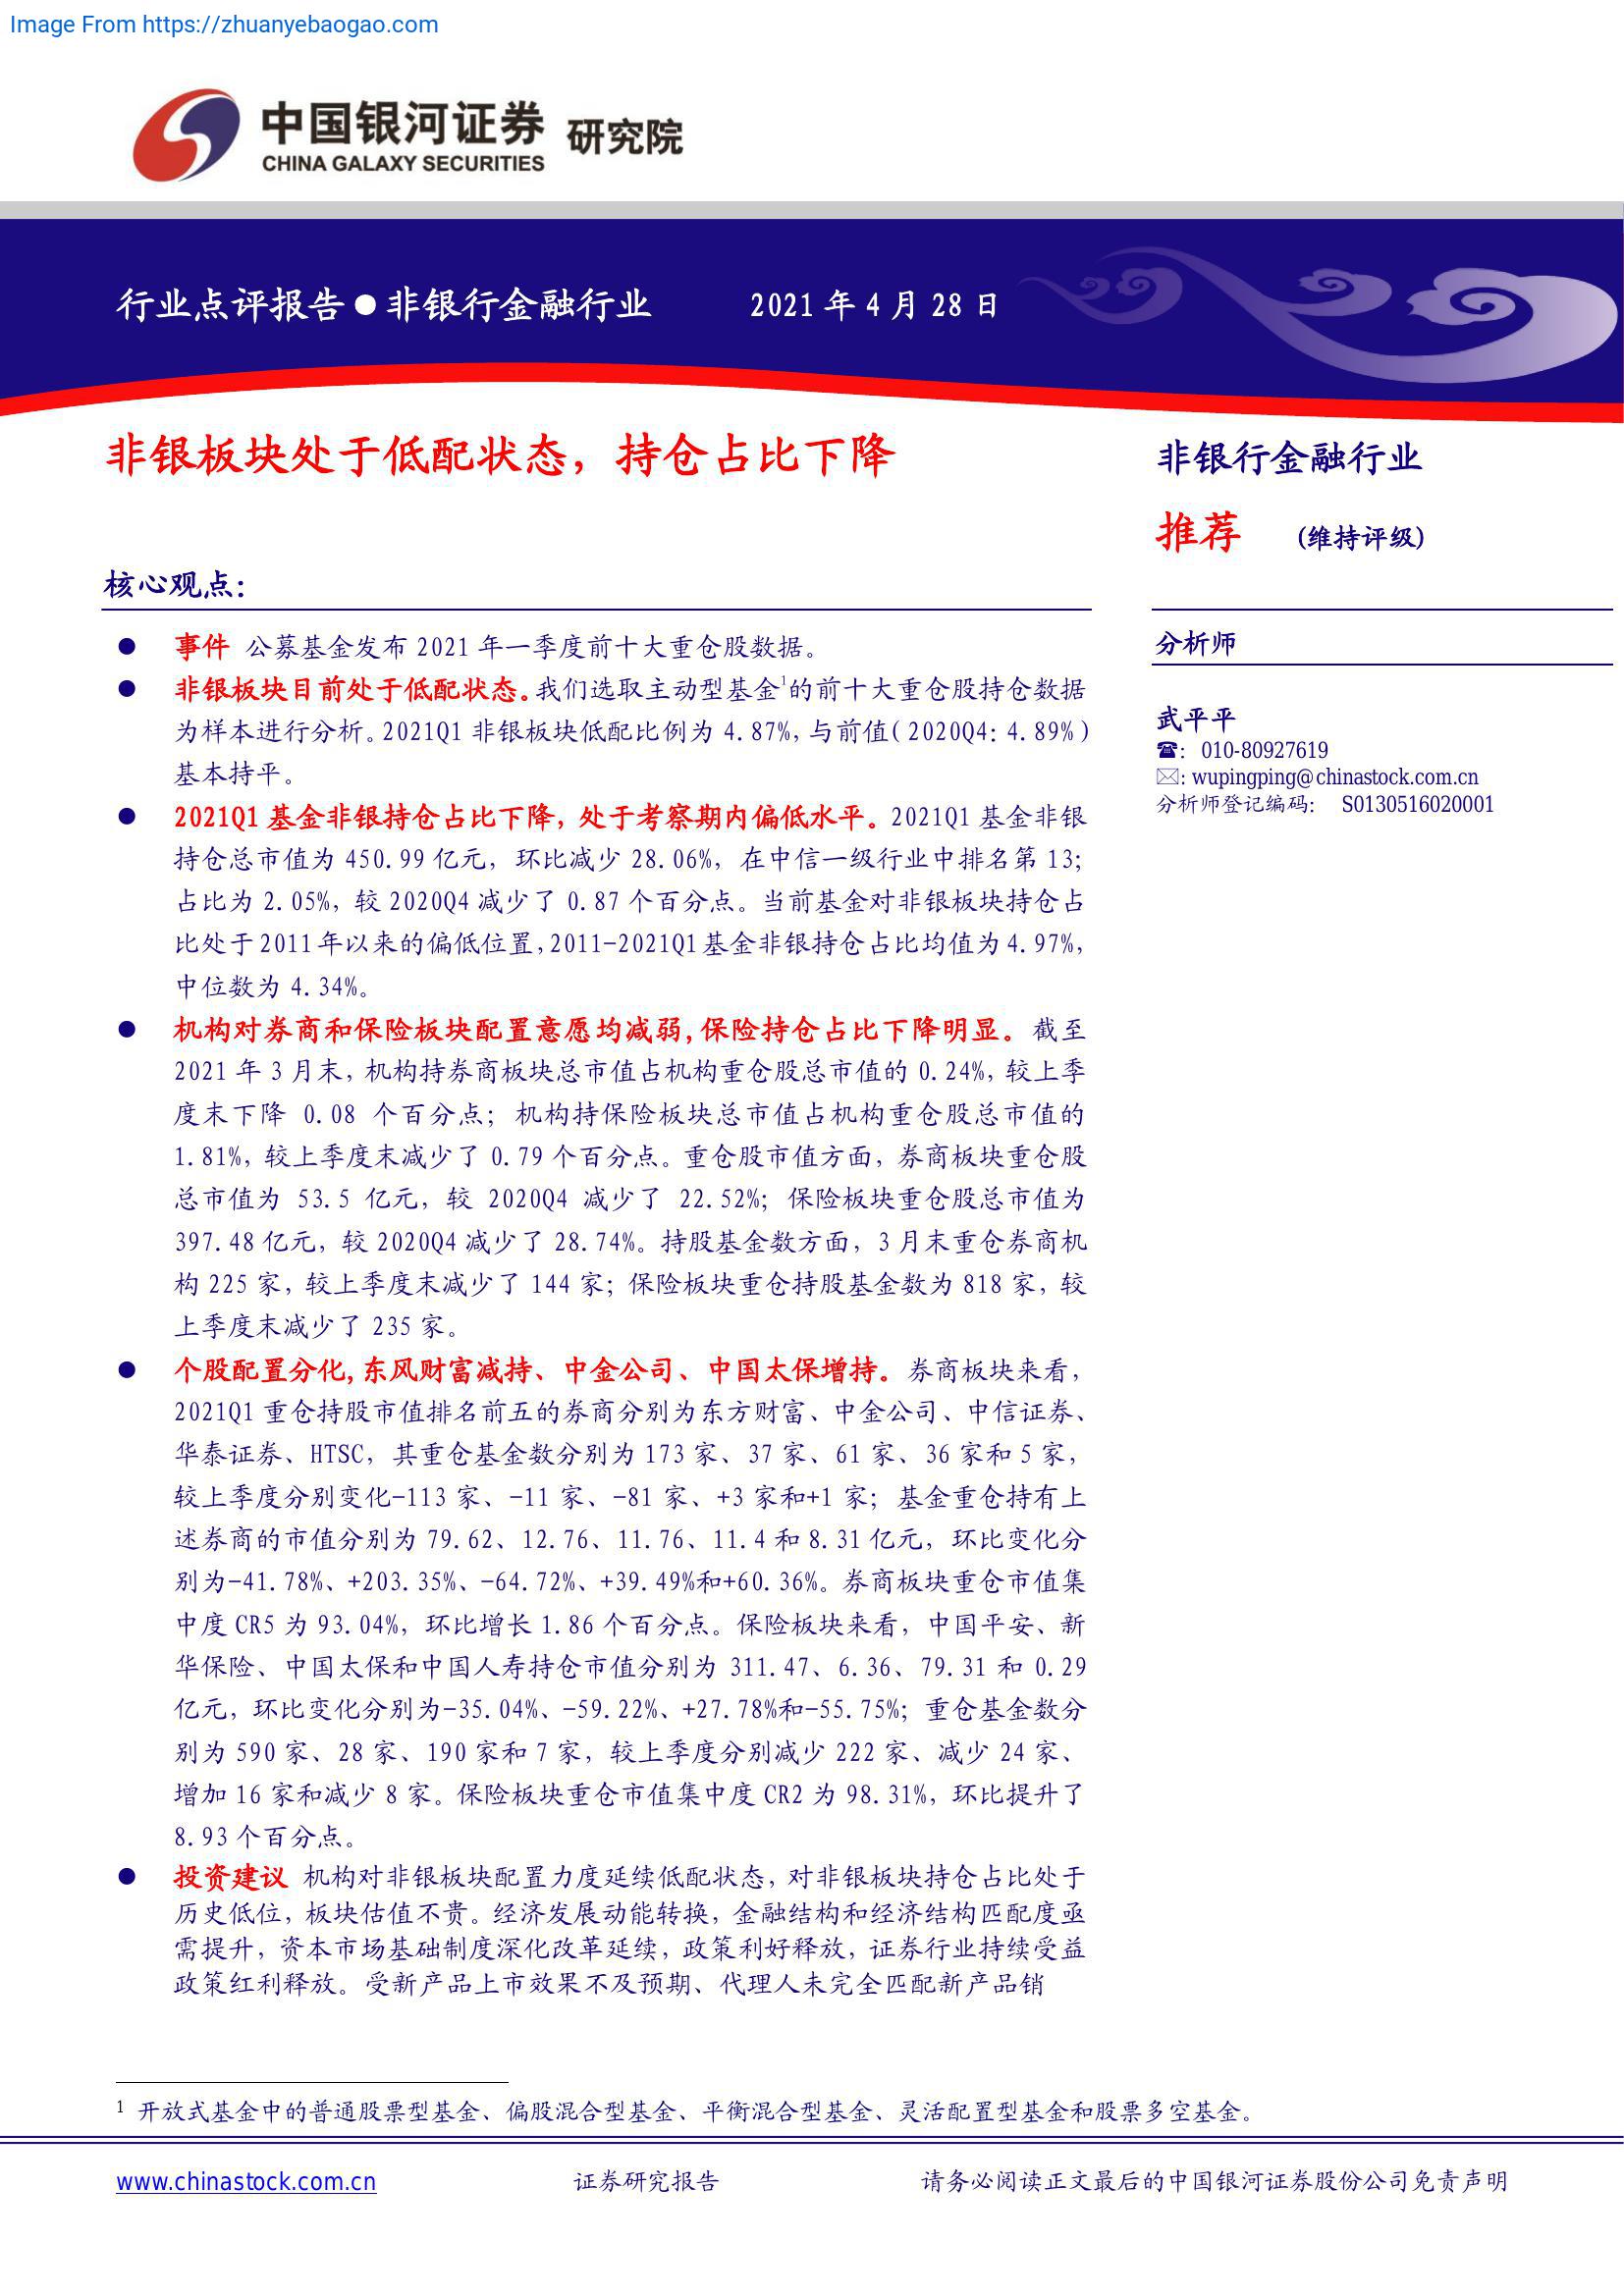 Image From https://zhuanyebaogao.com
中国银河证券 研究院
CHINA GALAXY SECURITIES
行业点评报告●非银行金融行业 2021 年 4 月 28 日
非银板块处于低配状态，持仓占比下降
核心观点：
● 事件 公募基金发布 2021 年一季度前十大重仓股数据。
● 非银板块目前处于低配状态。我们选取主动型基金1的前十大重仓股持仓数据
为样本进行分析。2021Q1 非银板块低配比例为 4.87%，与前值（2020Q4：4.89%）
基本持平。
● 2021Q1 基金非银持仓占比下降，处于考察期内偏低水平。2021Q1 基金非银
持仓总市值为 450.99 亿元，环比减少 28.06%，在中信一级行业中排名第 13；
占比为 2.05%，较 2020Q4 减少了 0.87 个百分点。当前基金对非银板块持仓占
比处于 2011 年以来的偏低位置，2011-2021Q1 基金非银持仓占比均值为 4.97%，
中位数为 4.34%。
● 机构对券商和保险板块配置意愿均减弱，保险持仓占比下降明显。截至
2021 年 3 月末，机构持券商板块总市值占机构重仓股总市值的 0.24%，较上季
度末下降 0.08 个百分点；机构持保险板块总市值占机构重仓股总市值的
1.81%，较上季度末减少了 0.79 个百分点。重仓股市值方面，券商板块重仓股
总市值为 53.5 亿元，较 2020Q4 减少了 22.52%；保险板块重仓股总市值为
397.48 亿元，较 2020Q4 减少了 28.74%。持股基金数方面，3 月末重仓券商机
构 225 家，较上季度末减少了 144 家；保险板块重仓持股基金数为 818 家，较
上季度末减少了 235 家。
● 个股配置分化，东风财富减持、中金公司、中国太保增持。券商板块来看，
2021Q1 重仓持股市值排名前五的券商分别为东方财富、中金公司、中信证券、
华泰证券、HTSC，其重仓基金数分别为 173 家、37 家、61 家、36 家和 5 家，
较上季度分别变化-113 家、-11 家、-81 家、+3 家和+1 家；基金重仓持有上
述券商的市值分别为 79.62、12.76、11.76、11.4 和 8.31 亿元，环比变化分
别为-41.78%、+203.35%、-64.72%、+39.49%和+60.36%。券商板块重仓市值集
中度 CR5 为 93.04%，环比增长 1.86 个百分点。保险板块来看，中国平安、新
华保险、中国太保和中国人寿持仓市值分别为 311.47、6.36、79.31 和 0.29
亿元，环比变化分别为-35.04%、-59.22%、+27.78%和-55.75%；重仓基金数分
别为 590 家、28 家、190 家和 7 家，较上季度分别减少 222 家、减少 24 家、
增加 16 家和减少 8 家。保险板块重仓市值集中度 CR2 为 98.31%，环比提升了
8.93 个百分点。
● 投资建议 机构对非银板块配置力度延续低配状态，对非银板块持仓占比处于
历史低位，板块估值不贵。经济发展动能转换，金融结构和经济结构匹配度亟
需提升，资本市场基础制度深化改革延续，政策利好释放，证券行业持续受益
政策红利释放。受新产品上市效果不及预期、代理人未完全匹配新产品销
非银行金融行业
推荐 (维持评级)
分析师
武平平
☎： 010-80927619
✉: wupingping@chinastock.com.cn
分析师登记编码： S0130516020001
1 开放式基金中的普通股票型基金、偏股混合型基金、平衡混合型基金、灵活配置型基金和股票多空基金。
www.chinastock.com.cn 证券研究报告 请务必阅读正文最后的中国银河证券股份公司免责声明